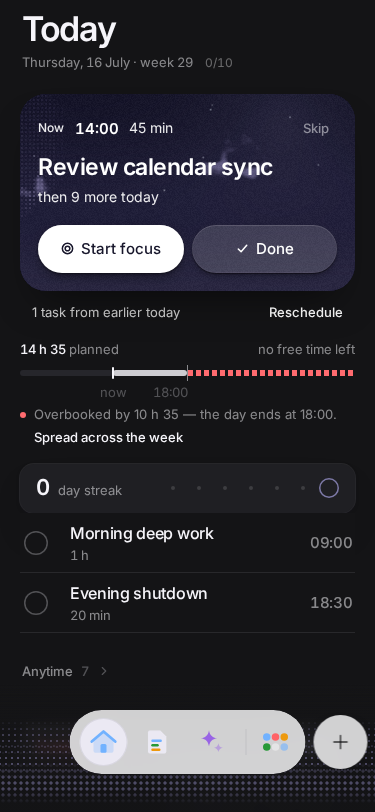 Today
Thursday, 16 July · week 29 0/10
Now 14:00 45 min Skip
Review calendar sync
then 9 more today
Start focus Done
1 task from earlier today Reschedule
14 h 35 planned no free time left
now 18:00
Overbooked by 10 h 35 — the day ends at 18:00.
Spread across the week
0 day streak
Morning deep work 09:00
1 h
Evening shutdown 18:30
20 min
Anytime 7